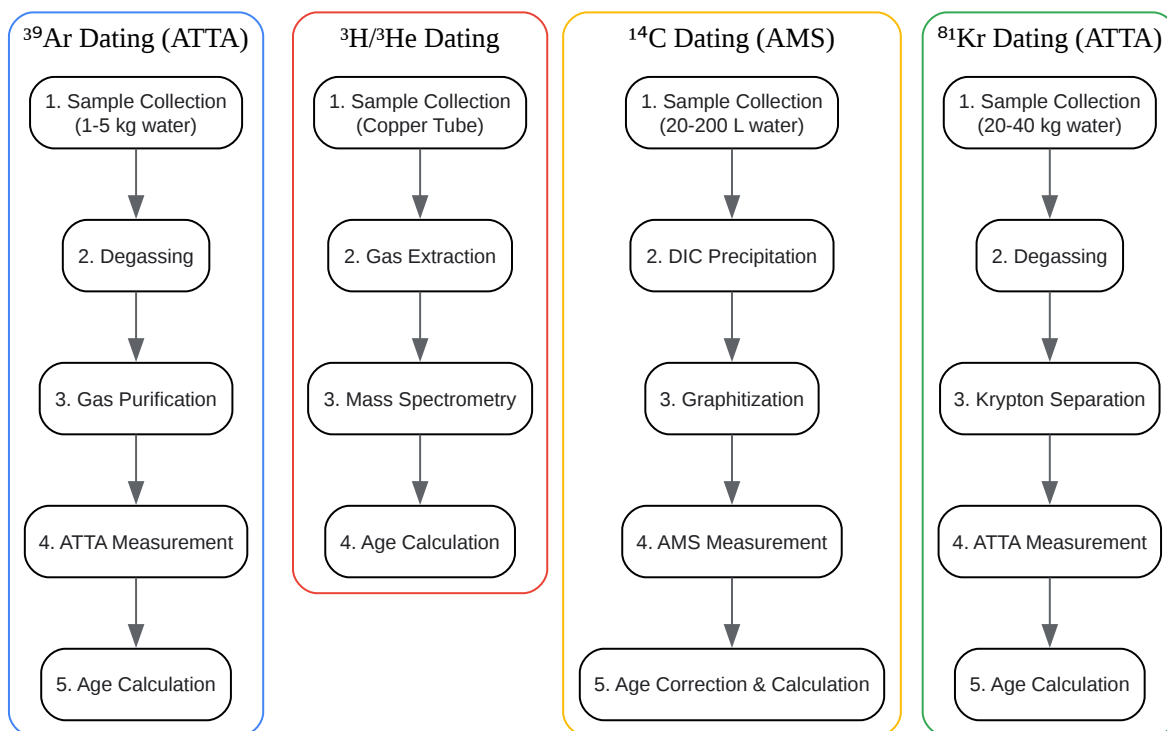 ³⁹Ar Dating (ATTA)
1. Sample Collection
(1-5 kg water)
2. Degassing
3. Gas Purification
4. ATTA Measurement
5. Age Calculation
³H/³He Dating
1. Sample Collection
(Copper Tube)
2. Gas Extraction
3. Mass Spectrometry
4. Age Calculation
¹⁴C Dating (AMS)
1. Sample Collection
(20-200 L water)
2. DIC Precipitation
3. Graphitization
4. AMS Measurement
5. Age Correction & Calculation
⁸¹Kr Dating (ATTA)
1. Sample Collection
(20-40 kg water)
2. Degassing
3. Krypton Separation
4. ATTA Measurement
5. Age Calculation